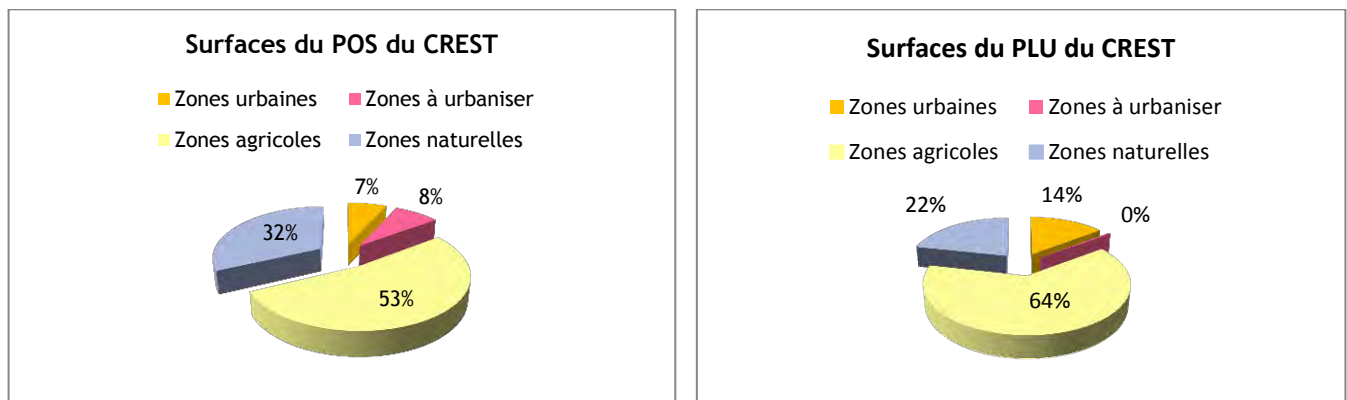 Surfaces du POS du CREST
Zones urbaines Zones à urbaniser
Zones agricoles Zones naturelles
7%
8%
32%
53%
Surfaces du PLU du CREST
Zones urbaines Zones à urbaniser
Zones agricoles Zones naturelles
14%
22%
0%
64%